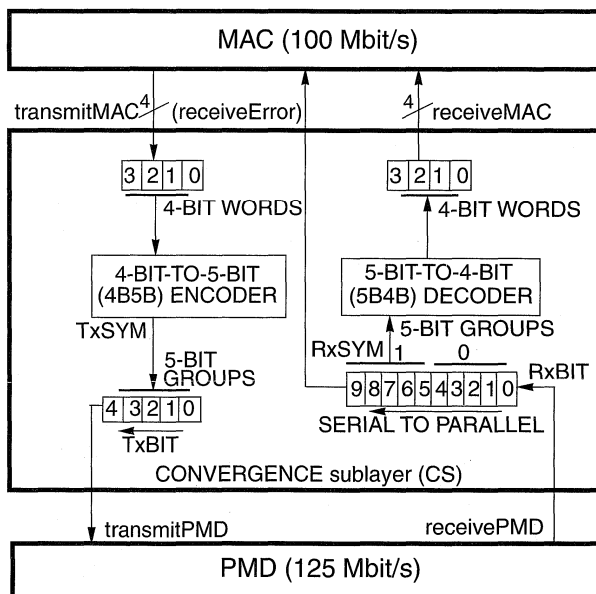 MAC (100 Mbit/s)
transmitMAC 4 (receiveError) 4 receiveMAC
3 2 1 0 3 2 1 0
4-BIT WORDS 4-BIT WORDS
4-BIT-TO-5-BIT
(4B5B) ENCODER
5-BIT-TO-4-BIT
(5B4B) DECODER
TxSYM
5-BIT GROUPS
RxSYM 1 0
5-BIT
GROUPS
RxBIT
4 3 2 1 0 9 8 7 6 5 4 3 2 1 0
TxBIT
SERIAL TO PARALLEL
CONVERGENCE sublayer (CS)
transmitPMD receivePMD
PMD (125 Mbit/s)